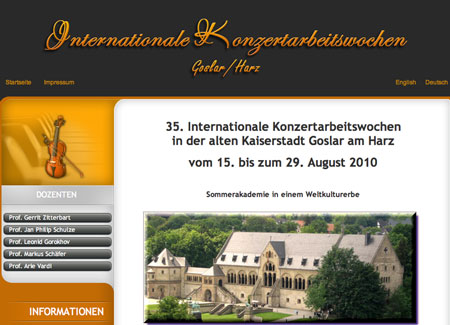 Internationale Konzertarbeitswochen
Goslar/Harz
Startseite Impressum English Deutsch
35. Internationale Konzertarbeitswochen
in der alten Kaiserstadt Goslar am Harz
vom 15. bis zum 29. August 2010
Sommerakademie in einem Weltkulturerbe
DOZENTEN
Prof. Gerrit Zitterbart
Prof. Jan Philip Schulze
Prof. Leonid Gorokhov
Prof. Markus Schäfer
Prof. Arie Vardi
INFORMATIONEN